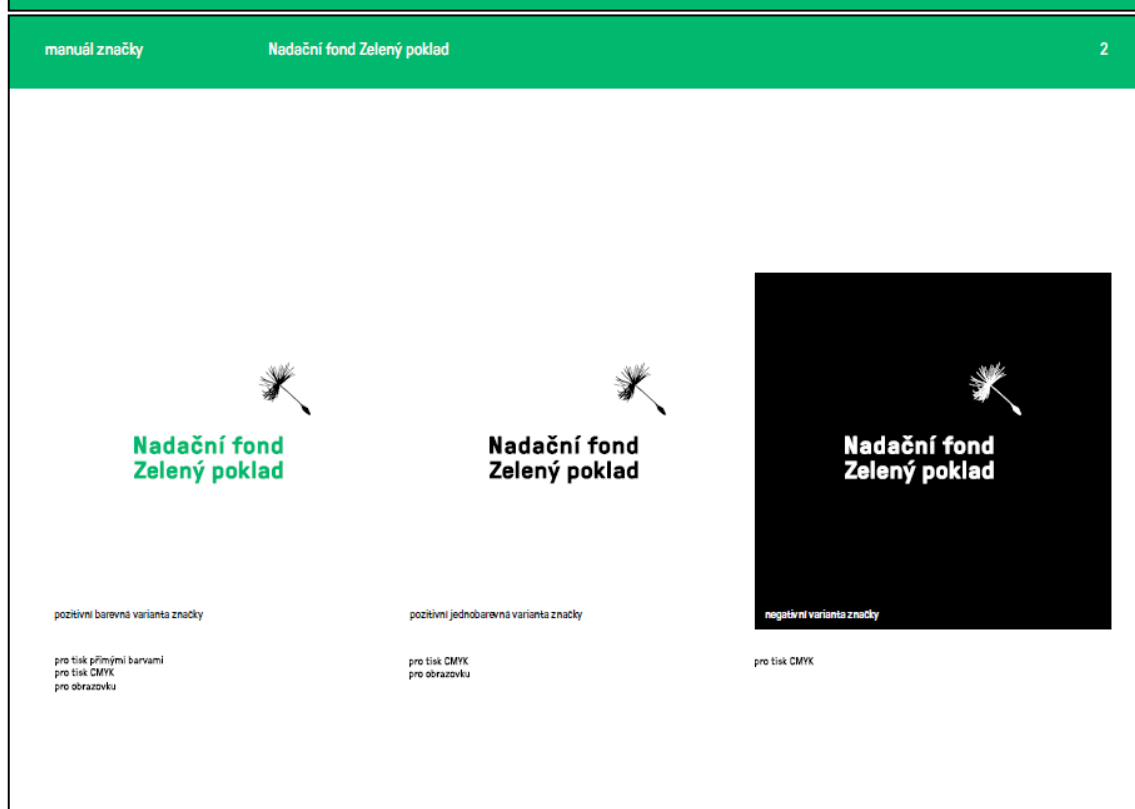 manuál značky
Nadační fond Zelený poklad
2
Nadační fond
Zelený poklad
Nadační fond
Zelený poklad
Nadační fond
Zelený poklad
pozitivní barevná varianta značky
pozitivní jednobarevná varianta značky
negativní varianta značky
pro tisk přímými barvami
pro tisk CMYK
pro obrazovku
pro tisk CMYK
pro obrazovku
pro tisk CMYK